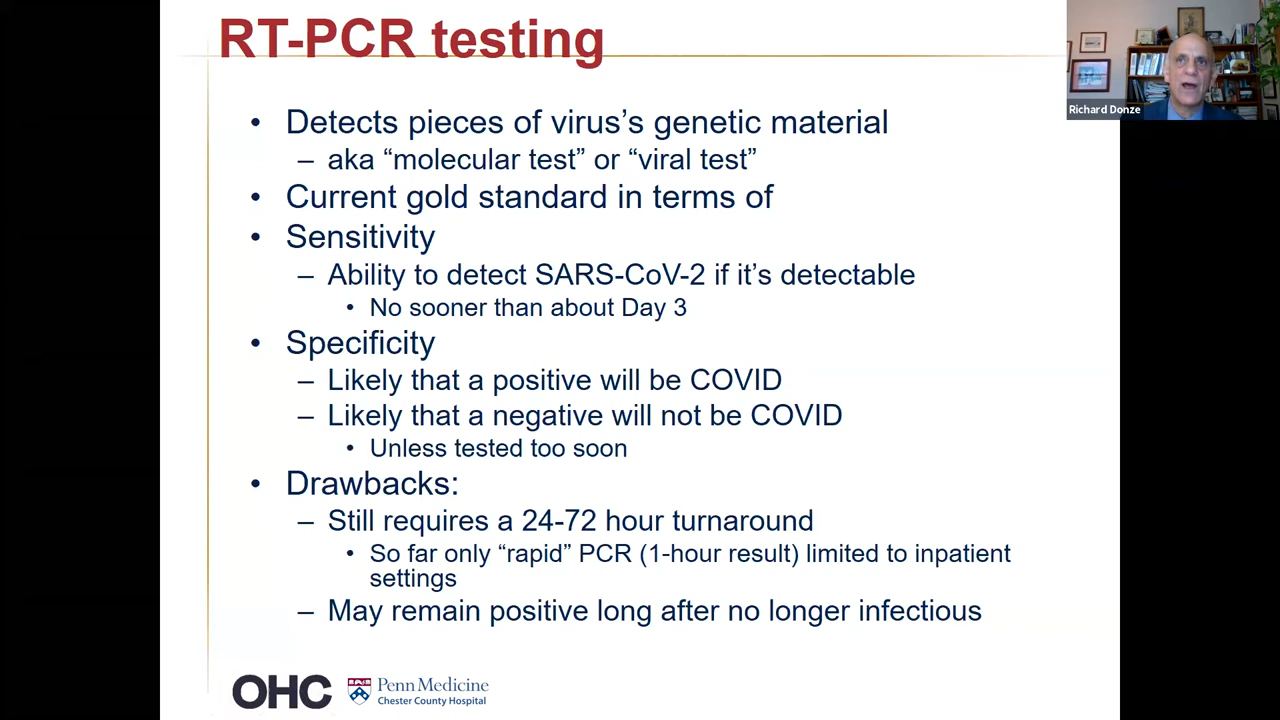 RT-PCR testing
Richard Donze
• Detects pieces of virus’s genetic material
– aka “molecular test” or “viral test”
• Current gold standard in terms of
• Sensitivity
– Ability to detect SARS-CoV-2 if it’s detectable
• No sooner than about Day 3
• Specificity
– Likely that a positive will be COVID
– Likely that a negative will not be COVID
• Unless tested too soon
• Drawbacks:
– Still requires a 24-72 hour turnaround
• So far only “rapid” PCR (1-hour result) limited to inpatient
settings
– May remain positive long after no longer infectious
OHC
Penn Medicine
Chester County Hospital